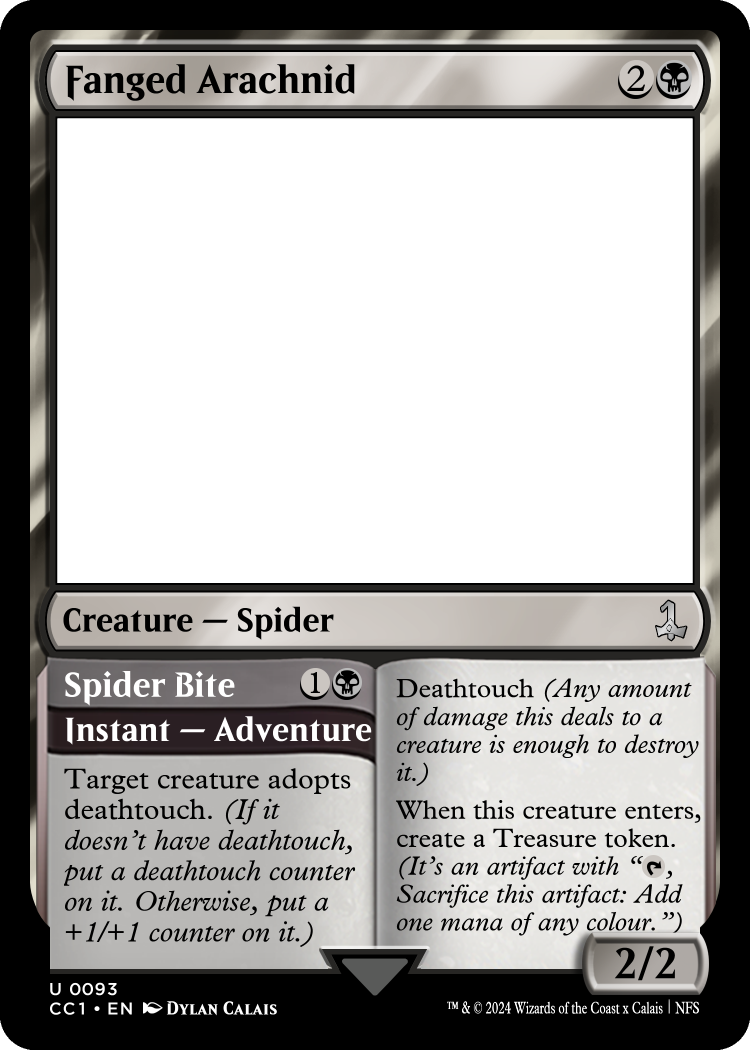 Fanged Arachnid 2
Creature — Spider
Spider Bite 1
Instant — Adventure
Target creature adopts
deathtouch. (If it
doesn't have deathtouch,
put a deathtouch counter
on it. Otherwise, put a
+1/+1 counter on it.)
Deathtouch (Any amount
of damage this deals to a
creature is enough to destroy
it.)
When this creature enters,
create a Treasure token.
(It's an artifact with “, 
Sacrifice this artifact: Add
one mana of any colour.”)
2/2
U 0093
CC1 • EN Dylan Calais
™ & © 2024 Wizards of the Coast x Calais | NFS